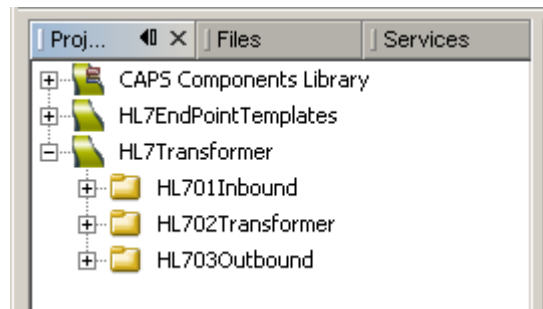 Proj... Files Services
CAPS Components Library
HL7EndPointTemplates
HL7Transformer
HL701Inbound
HL702Transformer
HL703Outbound